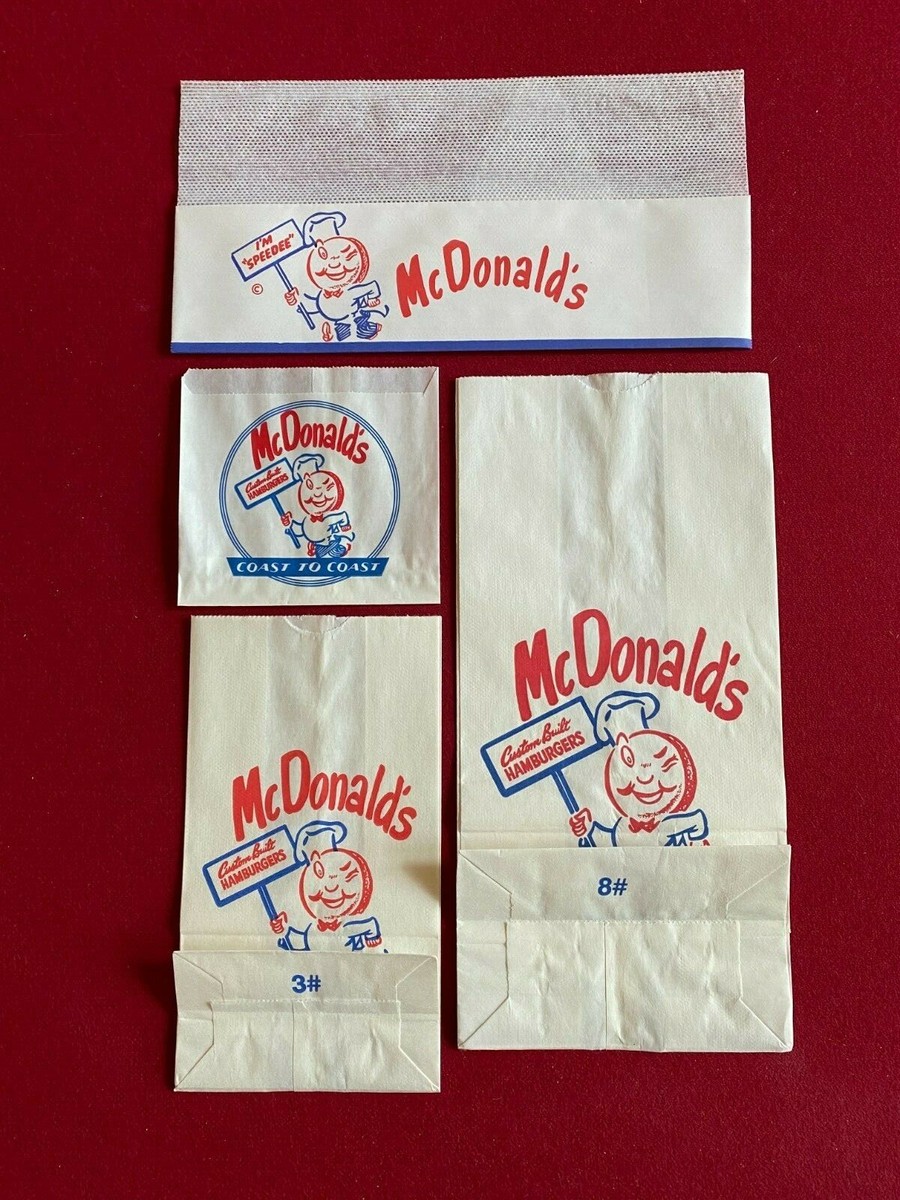 I'M
"SPEEDEE"
©
McDonald's
McDonald's
Custom Built
HAMBURGERS
COAST TO COAST
McDonald's
Custom Built
HAMBURGERS
3#
McDonald's
Custom Built
HAMBURGERS
8#